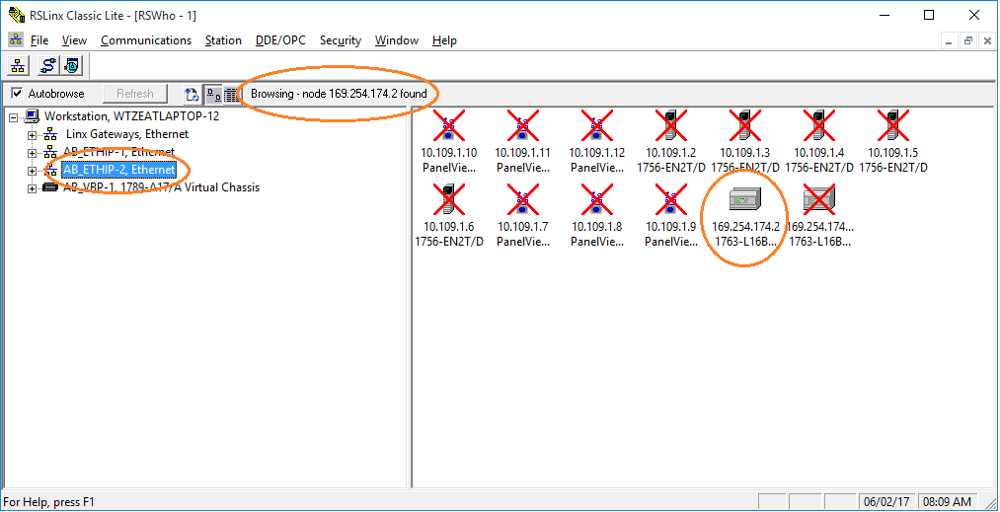 RSLinx Classic Lite - [RSWho - 1]
File View Communications Station DDE/OPC Security Window Help
Autobrowse Refresh Browsing - node 169.254.174.2 found
Workstation, WTZEATLAPTOP-12
Linx Gateways, Ethernet
AB_ETHIP-1, Ethernet
AB_ETHIP-2, Ethernet
AB_VBP-1, 1789-A17/A Virtual Chassis
10.109.1.10 10.109.1.11 10.109.1.12 10.109.1.2 10.109.1.3 10.109.1.4 10.109.1.5
PanelVie... PanelVie... PanelVie... 1756-EN2T/D 1756-EN2T/D 1756-EN2T/D 1756-EN2T/D
10.109.1.6 10.109.1.7 10.109.1.8 10.109.1.9 169.254.174.2 169.254.174...
1756-EN2T/D PanelVie... PanelVie... PanelVie... 1763-L16B... 1763-L16B...
For Help, press F1 06/02/17 08:09 AM